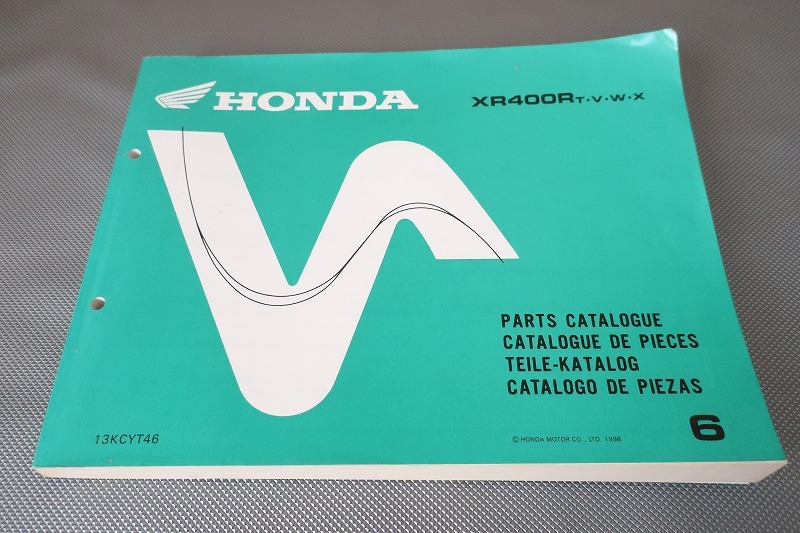 HONDA
XR400RT·V·W·X
PARTS CATALOGUE
CATALOGUE DE PIECES
TEILE-KATALOG
CATALOGO DE PIEZAS
13KCYT46
© HONDA MOTOR CO., LTD. 1998
6